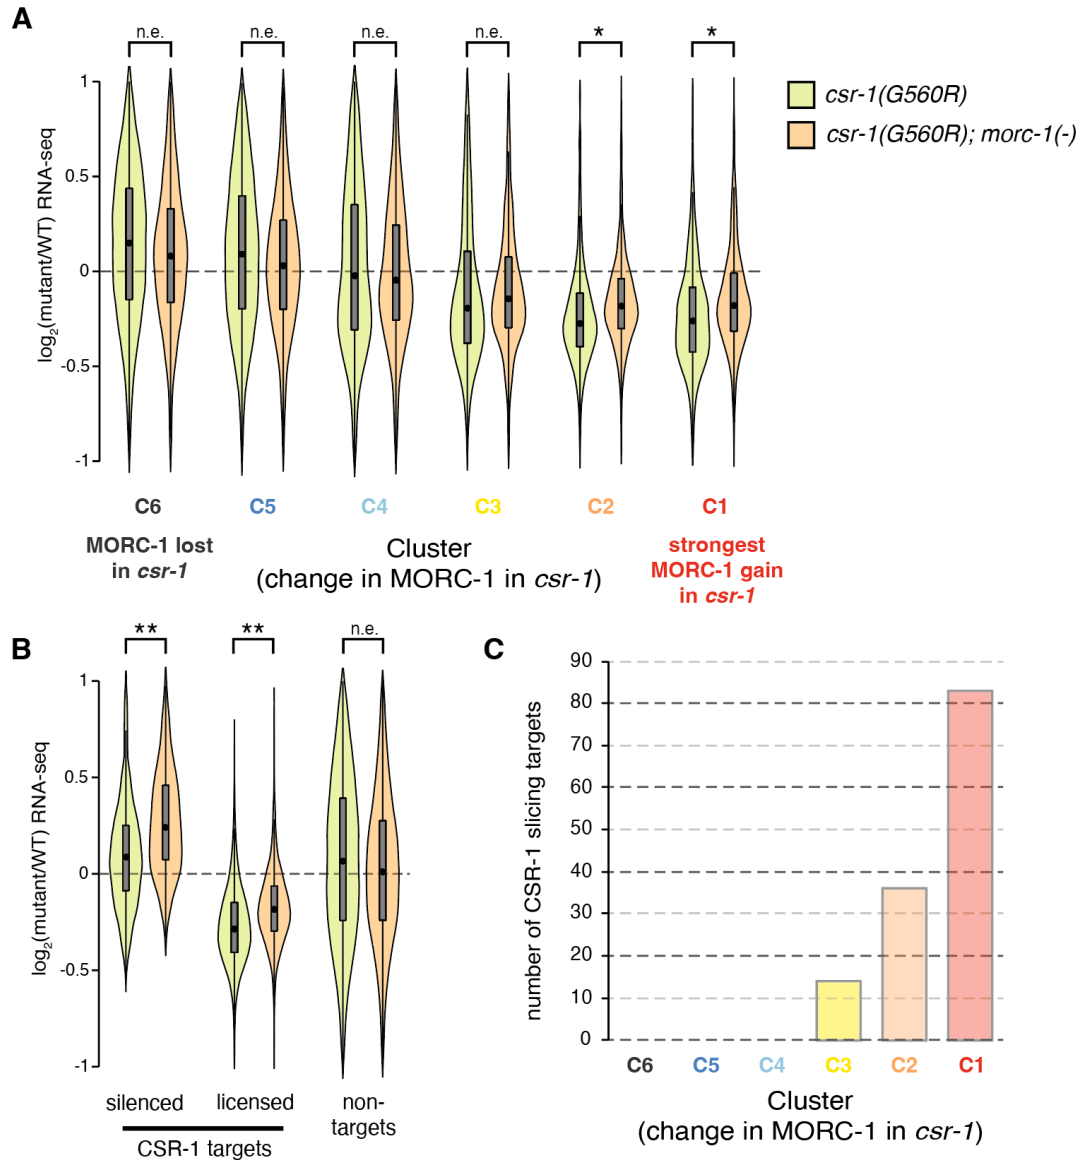 A
n.e. n.e. n.e. n.e. * *
csr-1(G560R)
csr-1(G560R); morc-1(-)
log2(mutant/WT) RNA-seq
1
0.5
0
-0.5
-1
C6 C5 C4 C3 C2 C1
MORC-1 lost
in csr-1
Cluster
(change in MORC-1 in csr-1)
strongest
MORC-1 gain
in csr-1
B
** ** n.e.
log2(mutant/WT) RNA-seq
1
0.5
0
-0.5
-1
silenced licensed non-
targets
CSR-1 targets
C
number of CSR-1 slicing targets
90
80
70
60
50
40
30
20
10
0
C6 C5 C4 C3 C2 C1
Cluster
(change in MORC-1 in csr-1)